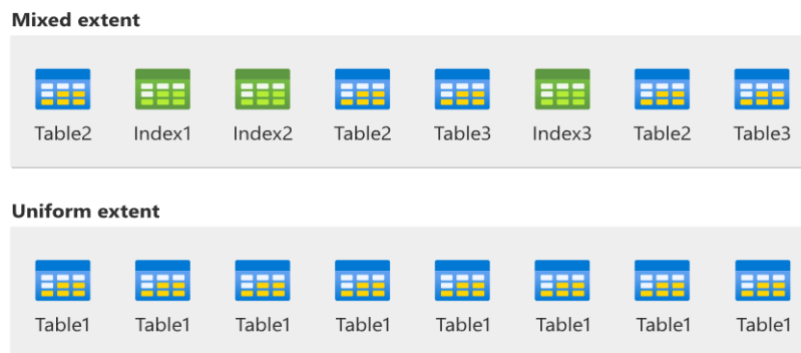 Mixed extent
Table2 Index1 Index2 Table2 Table3 Index3 Table2 Table3
Uniform extent
Table1 Table1 Table1 Table1 Table1 Table1 Table1 Table1